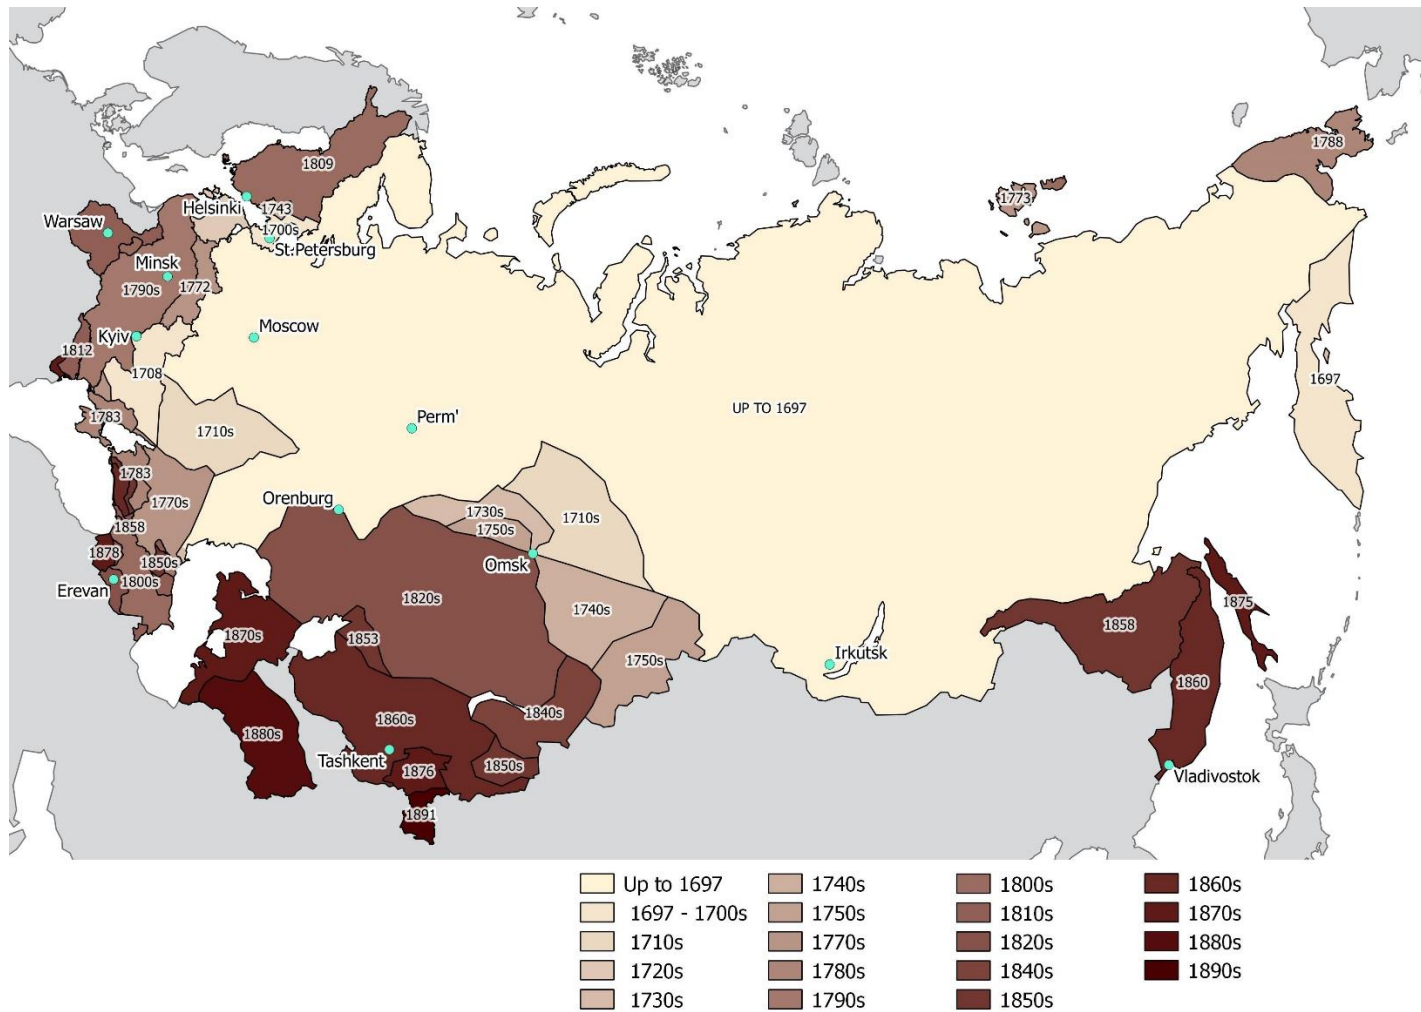 1809
1788
1773
Helsinki
1743
Warsaw
1700s
St.Petersburg
Minsk
1790s
1772
Moscow
Kyiv
1812
1708
1697
UP TO 1697
1783
Perm'
1710s
1783
1770s
Orenburg
1730s
1710s
1858
1750s
1878
1850s
Omsk
Erevan
1800s
1820s
1740s
1875
1870s
1853
1858
Irkutsk
1750s
1860
1840s
1860s
1880s
Tashkent
1876
1850s
Vladivostok
1891
Up to 1697
1697 - 1700s
1710s
1720s
1730s
1740s
1750s
1770s
1780s
1790s
1800s
1810s
1820s
1840s
1850s
1860s
1870s
1880s
1890s